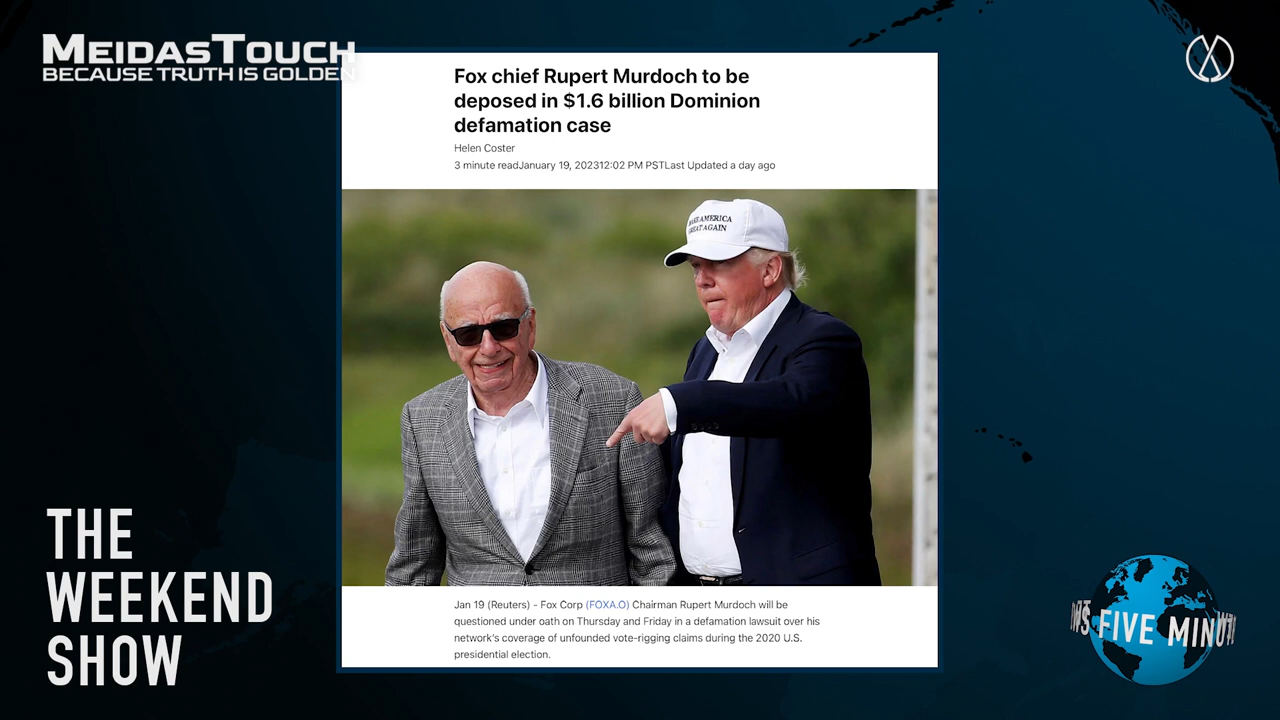 MEIDASTOUCH
BECAUSE TRUTH IS GOLDEN
Fox chief Rupert Murdoch to be
deposed in $1.6 billion Dominion
defamation case
Helen Coster
3 minute readJanuary 19, 202312:02 PM PSTLast Updated a day ago
MAKE AMERICA
GREAT AGAIN
Jan 19 (Reuters) - Fox Corp (FOXA.O) Chairman Rupert Murdoch will be
questioned under oath on Thursday and Friday in a defamation lawsuit over his
network's coverage of unfounded vote-rigging claims during the 2020 U.S.
presidential election.
THE
WEEKEND
SHOW
FIVE